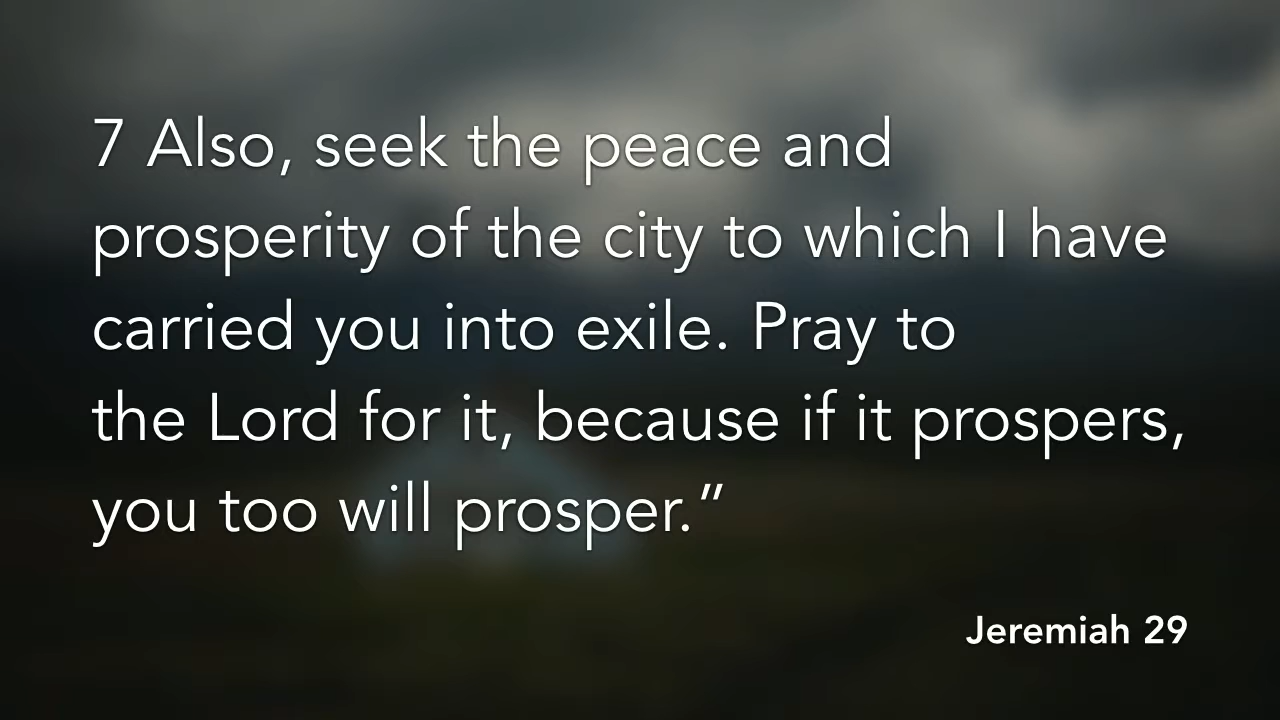 7 Also, seek the peace and
prosperity of the city to which I have
carried you into exile. Pray to
the Lord for it, because if it prospers,
you too will prosper.”
Jeremiah 29